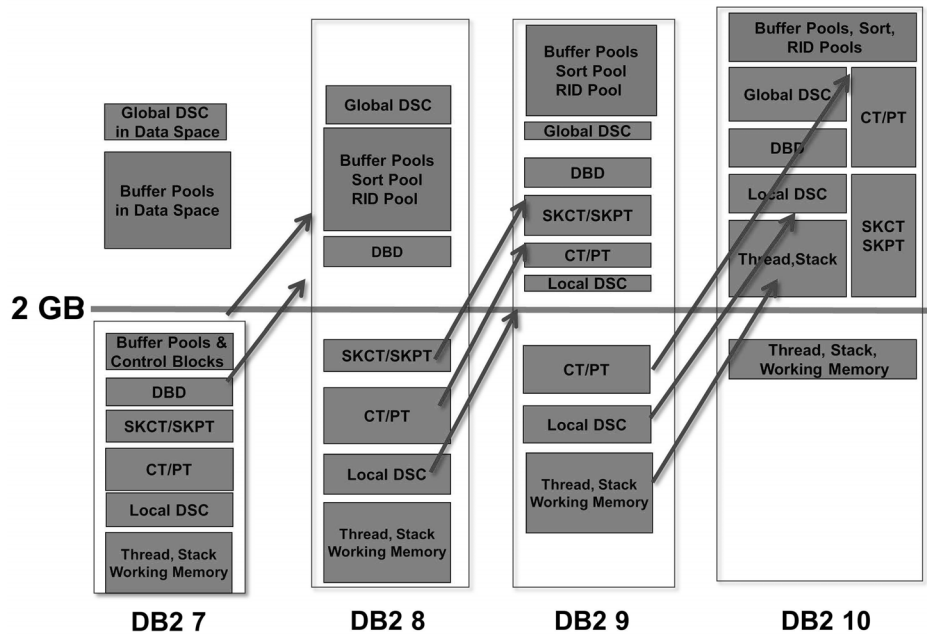 Global DSC
in Data Space
Buffer Pools
in Data Space
2 GB
Buffer Pools &
Control Blocks
DBD
SKCT/SKPT
CT/PT
Local DSC
Thread, Stack
Working Memory
DB2 7
Global DSC
Buffer Pools
Sort Pool
RID Pool
DBD
SKCT/SKPT
CT/PT
Local DSC
Thread, Stack
Working Memory
DB2 8
Buffer Pools
Sort Pool
RID Pool
Global DSC
DBD
SKCT/SKPT
CT/PT
Local DSC
CT/PT
Local DSC
Thread, Stack
Working Memory
DB2 9
Buffer Pools, Sort,
RID Pools
Global DSC
CT/PT
DBD
Local DSC
SKCT
SKPT
Thread,Stack
Thread, Stack,
Working Memory
DB2 10